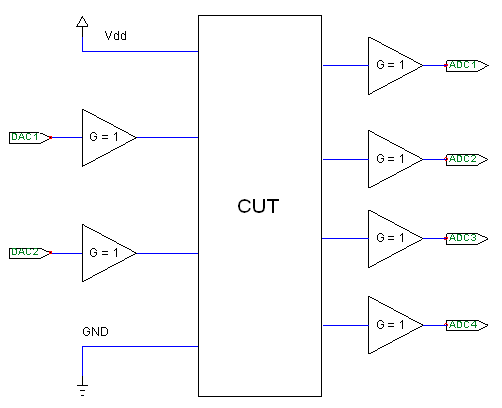 Vdd
G = 1
ADC1
DAC1
G = 1
G = 1
ADC2
CUT
G = 1
ADC3
DAC2
G = 1
GND
G = 1
ADC4